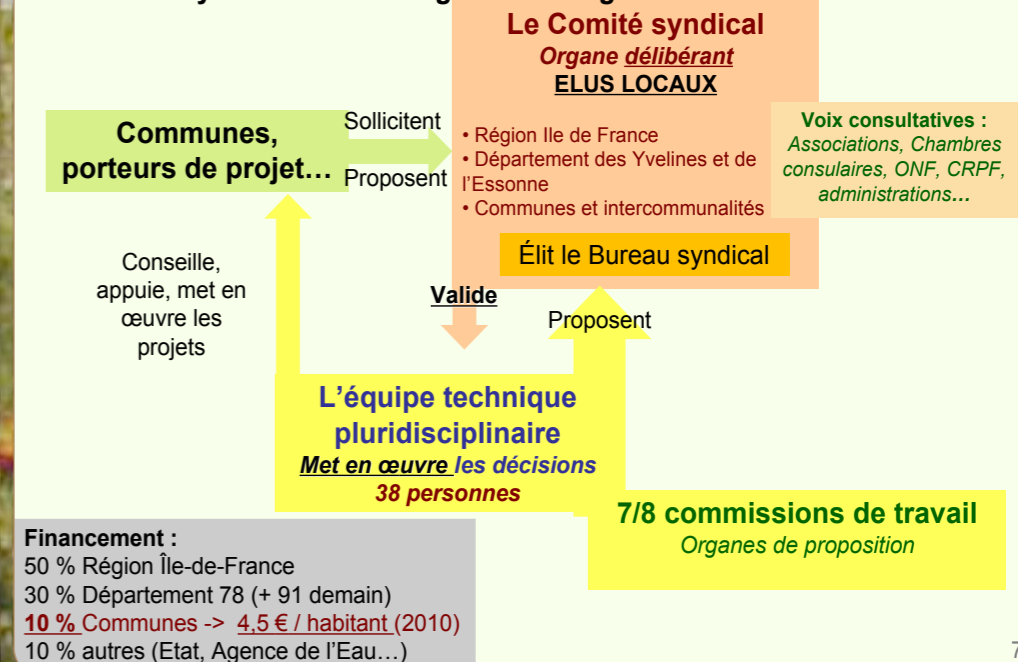 Le Comité syndical
Organe délibérant
ELUS LOCAUX
• Région Ile de France
• Département des Yvelines et de
l'Essonne
• Communes et intercommunalités
Élit le Bureau syndical
Communes,
porteurs de projet…
Sollicitent
Proposent
Voix consultatives :
Associations, Chambres
consulaires, ONF, CRPF,
administrations…
Conseille,
appuie, met en
œuvre les
projets
Valide
Proposent
L'équipe technique
pluridisciplinaire
Met en œuvre les décisions
38 personnes
7/8 commissions de travail
Organes de proposition
Financement :
50 % Région Île-de-France
30 % Département 78 (+ 91 demain)
10 % Communes -> 4,5 € / habitant (2010)
10 % autres (Etat, Agence de l'Eau…)
7